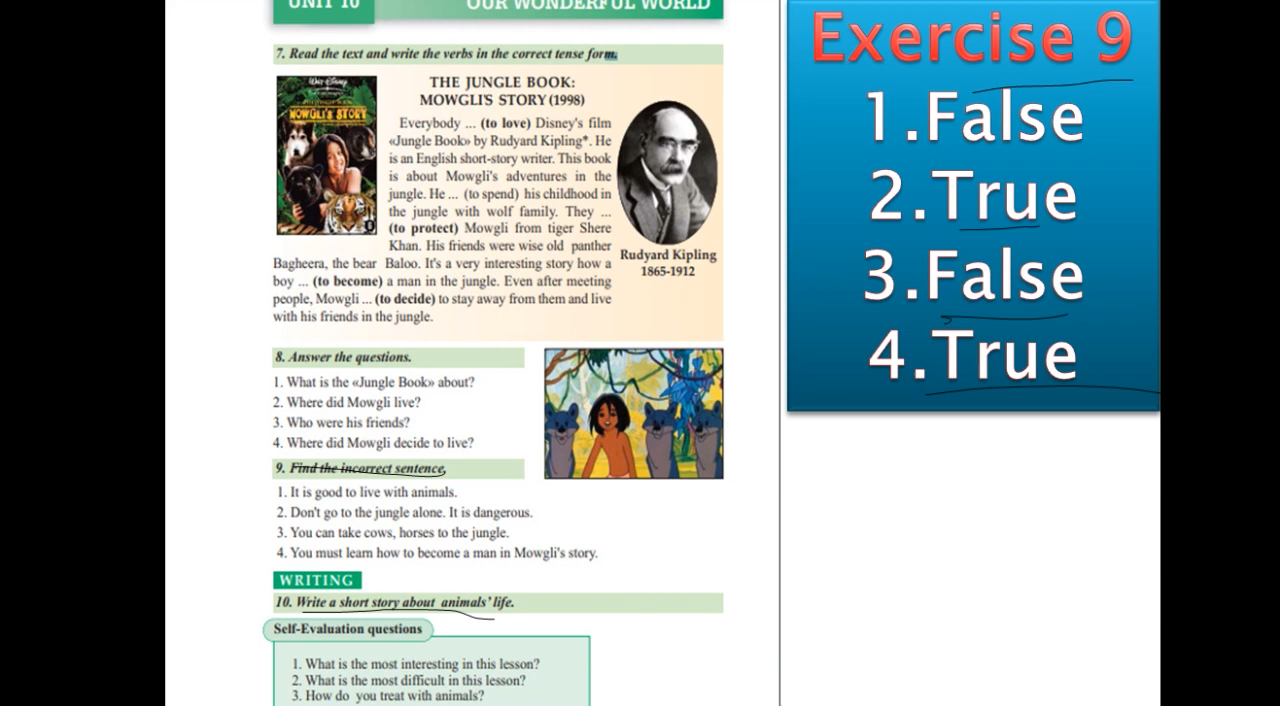 UNIT 10
OUR WONDERFUL WORLD
7. Read the text and write the verbs in the correct tense form.
WALT DISNEY
MOWGLI'S STORY
THE JUNGLE BOOK:
MOWGLI'S STORY (1998)
Everybody ... (to love) Disney's film
«Jungle Book» by Rudyard Kipling*. He
is an English short-story writer. This book
is about Mowgli's adventures in the
jungle. He ... (to spend) his childhood in
the jungle with wolf family. They ...
(to protect) Mowgli from tiger Shere
Khan. His friends were wise old panther
Bagheera, the bear Baloo. It's a very interesting story how a
boy ... (to become) a man in the jungle. Even after meeting
people, Mowgli ... (to decide) to stay away from them and live
with his friends in the jungle.
Rudyard Kipling
1865-1912
8. Answer the questions.
1. What is the «Jungle Book» about?
2. Where did Mowgli live?
3. Who were his friends?
4. Where did Mowgli decide to live?
9. Find the incorrect sentence.
1. It is good to live with animals.
2. Don't go to the jungle alone. It is dangerous.
3. You can take cows, horses to the jungle.
4. You must learn how to become a man in Mowgli's story.
WRITING
10. Write a short story about animals' life.
Self-Evaluation questions
1. What is the most interesting in this lesson?
2. What is the most difficult in this lesson?
3. How do you treat with animals?
Exercise 9
1.False
2.True
3.False
4.True